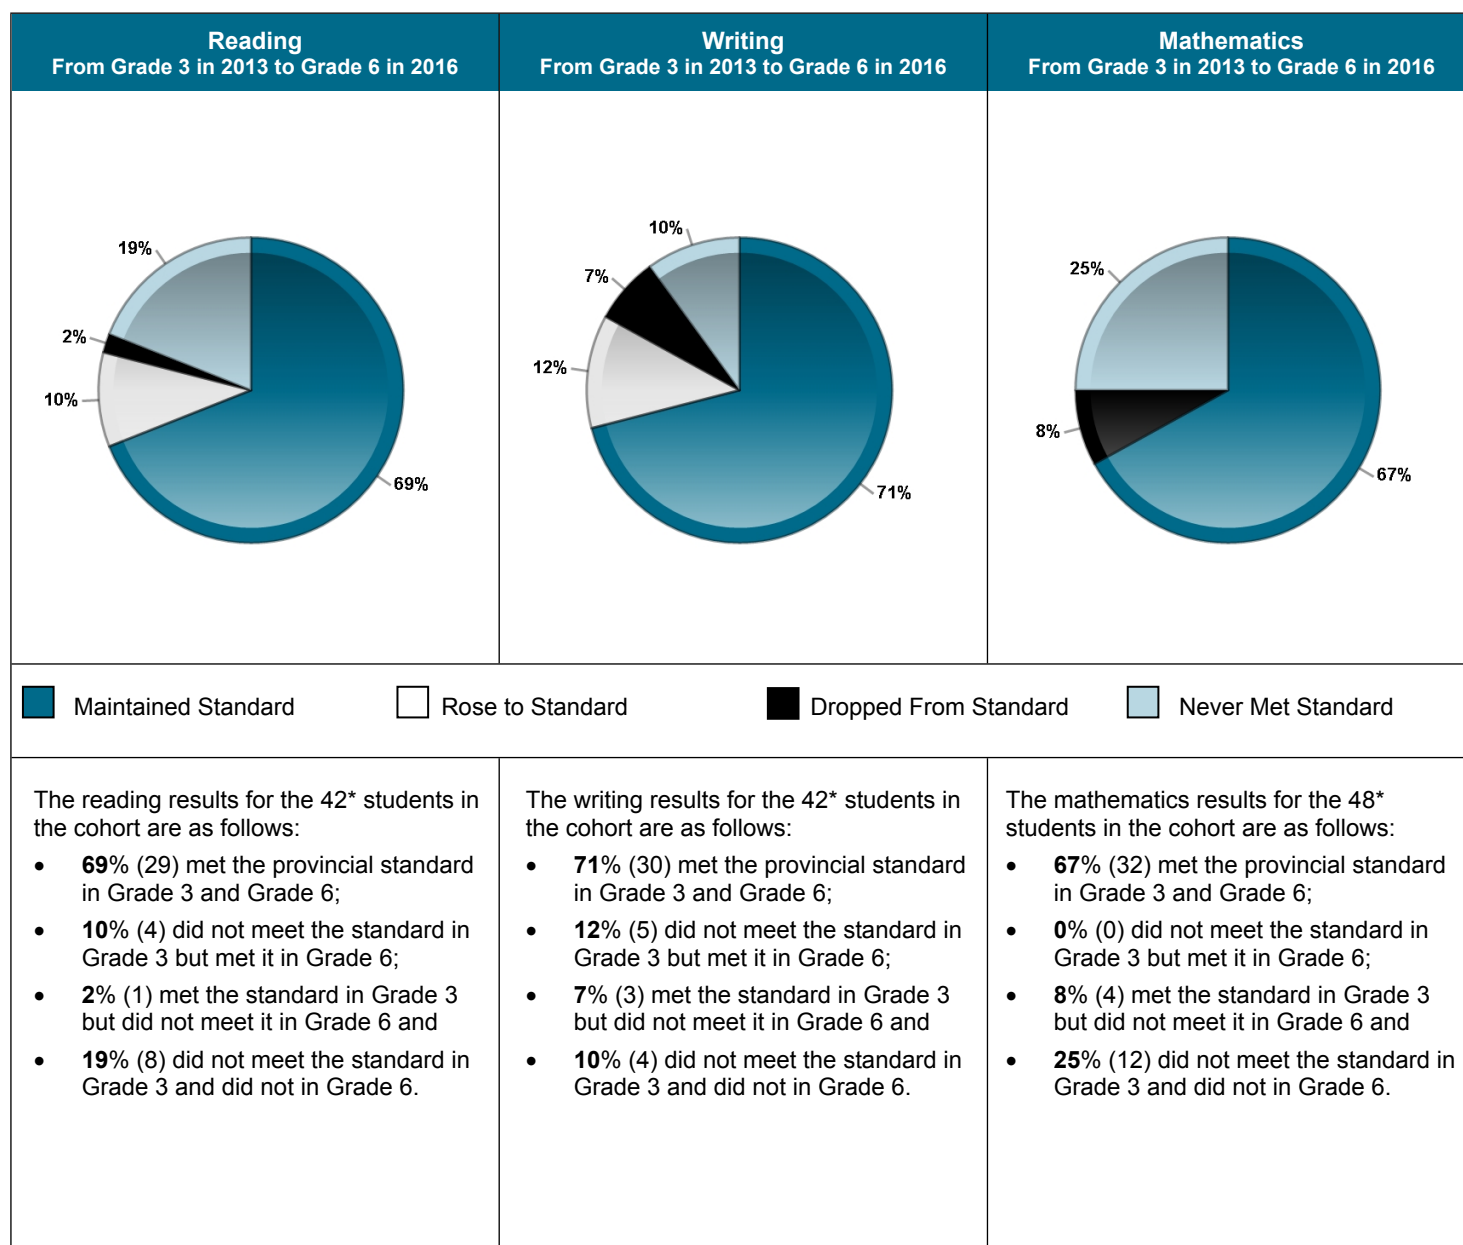 Reading
From Grade 3 in 2013 to Grade 6 in 2016
Writing
From Grade 3 in 2013 to Grade 6 in 2016
Mathematics
From Grade 3 in 2013 to Grade 6 in 2016
19%
2%
10%
69%
10%
7%
12%
71%
25%
8%
67%
Maintained Standard
Rose to Standard
Dropped From Standard
Never Met Standard
The reading results for the 42* students in
the cohort are as follows:
• 69% (29) met the provincial standard
in Grade 3 and Grade 6;
• 10% (4) did not meet the standard in
Grade 3 but met it in Grade 6;
• 2% (1) met the standard in Grade 3
but did not meet it in Grade 6 and
• 19% (8) did not meet the standard in
Grade 3 and did not in Grade 6.
The writing results for the 42* students in
the cohort are as follows:
• 71% (30) met the provincial standard
in Grade 3 and Grade 6;
• 12% (5) did not meet the standard in
Grade 3 but met it in Grade 6;
• 7% (3) met the standard in Grade 3
but did not meet it in Grade 6 and
• 10% (4) did not meet the standard in
Grade 3 and did not in Grade 6.
The mathematics results for the 48*
students in the cohort are as follows:
• 67% (32) met the provincial standard
in Grade 3 and Grade 6;
• 0% (0) did not meet the standard in
Grade 3 but met it in Grade 6;
• 8% (4) met the standard in Grade 3
but did not meet it in Grade 6 and
• 25% (12) did not meet the standard in
Grade 3 and did not in Grade 6.